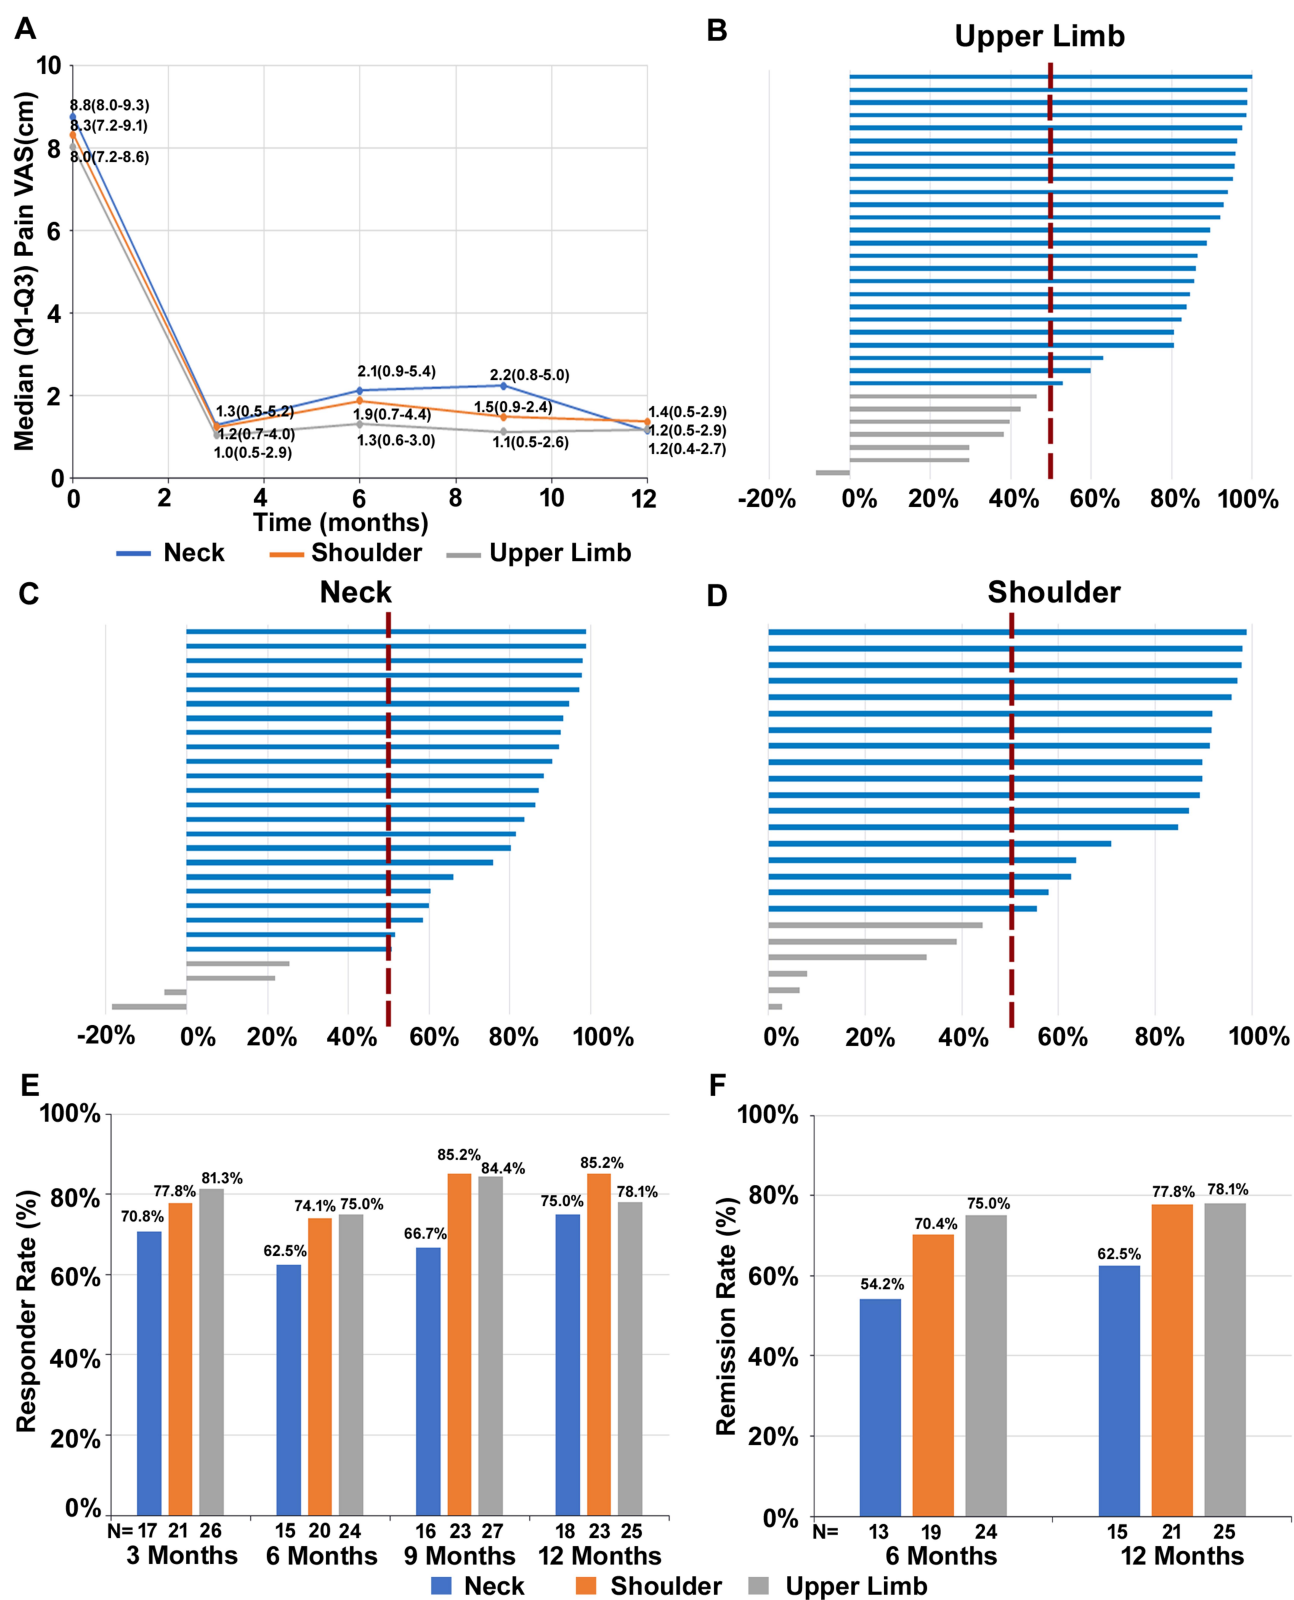 A
Median (Q1-Q3) Pain VAS(cm)
10
8
6
4
2
0
8.8(8.0-9.3)
8.3(7.2-9.1)
8.0(7.2-8.6)
1.3(0.5-5.2)
1.2(0.7-4.0)
1.0(0.5-2.9)
2.1(0.9-5.4)
1.9(0.7-4.4)
1.3(0.6-3.0)
2.2(0.8-5.0)
1.5(0.9-2.4)
1.1(0.5-2.6)
1.4(0.5-2.9)
1.2(0.5-2.9)
1.2(0.4-2.7)
0 2 4 6 8 10 12
Time (months)
Neck Shoulder Upper Limb
B
Upper Limb
-20% 0% 20% 40% 60% 80% 100%
C
Neck
-20% 0% 20% 40% 60% 80% 100%
D
Shoulder
0% 20% 40% 60% 80% 100%
E
Responder Rate (%)
100%
80%
60%
40%
20%
0%
70.8% 77.8% 81.3%
62.5% 74.1% 75.0%
66.7% 85.2% 84.4%
75.0% 85.2% 78.1%
N= 17 21 26 15 20 24 16 23 27 18 23 25
3 Months 6 Months 9 Months 12 Months
F
Remission Rate (%)
100%
80%
60%
40%
20%
0%
54.2% 70.4% 75.0%
62.5% 77.8% 78.1%
N= 13 19 24 15 21 25
6 Months 12 Months
Neck Shoulder Upper Limb